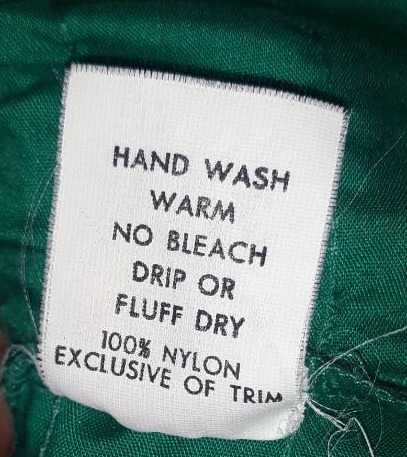 HAND WASH
WARM
NO BLEACH
DRIP OR
FLUFF DRY
100% NYLON
EXCLUSIVE OF TRIM